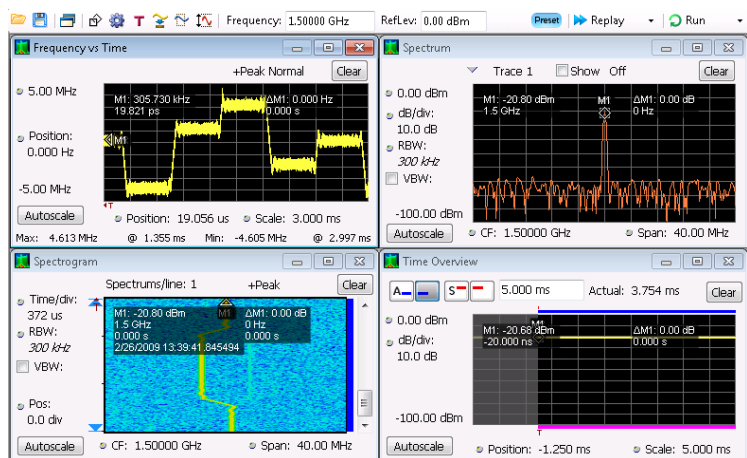 T Frequency: 1.50000 GHz RefLev: 0.00 dBm Preset Replay Run
Frequency vs Time
+Peak Normal Clear
5.00 MHz
M1: 305.730 kHz ΔM1: 0.000 Hz
19.821 ps 0.000 s
M1
Position:
0.000 Hz
-5.00 MHz
T
Autoscale Position: 19.056 us Scale: 3.000 ms
Max: 4.613 MHz @ 1.355 ms Min: -4.605 MHz @ 2.997 ms
Spectrum
Trace 1 Show Off Clear
0.00 dBm
M1: -20.80 dBm M1 ΔM1: 0.00 dB
1.5 GHz 0 Hz
dB/div:
10.0 dB
RBW:
300 kHz
VBW:
-100.00 dBm
Autoscale CF: 1.50000 GHz Span: 40.00 MHz
Spectrogram
Spectrums/line: 1 +Peak Clear
Time/div:
372 us
RBW:
300 kHz
VBW:
M1: -20.80 dBm M1 ΔM1: 0.00 dB
1.5 GHz 0 Hz
0.000 s 0.000 s
2/26/2009 13:39:41.845494
Pos:
0.0 div
Autoscale CF: 1.50000 GHz Span: 40.00 MHz
Time Overview
A S 5.000 ms Actual: 3.754 ms Clear
0.00 dBm
M1: -20.68 dBm M1 ΔM1: 0.00 dB
-20.000 ns 0.000 s
dB/div:
10.0 dB
-100.00 dBm
T
Autoscale Position: -1.250 ms Scale: 5.000 ms